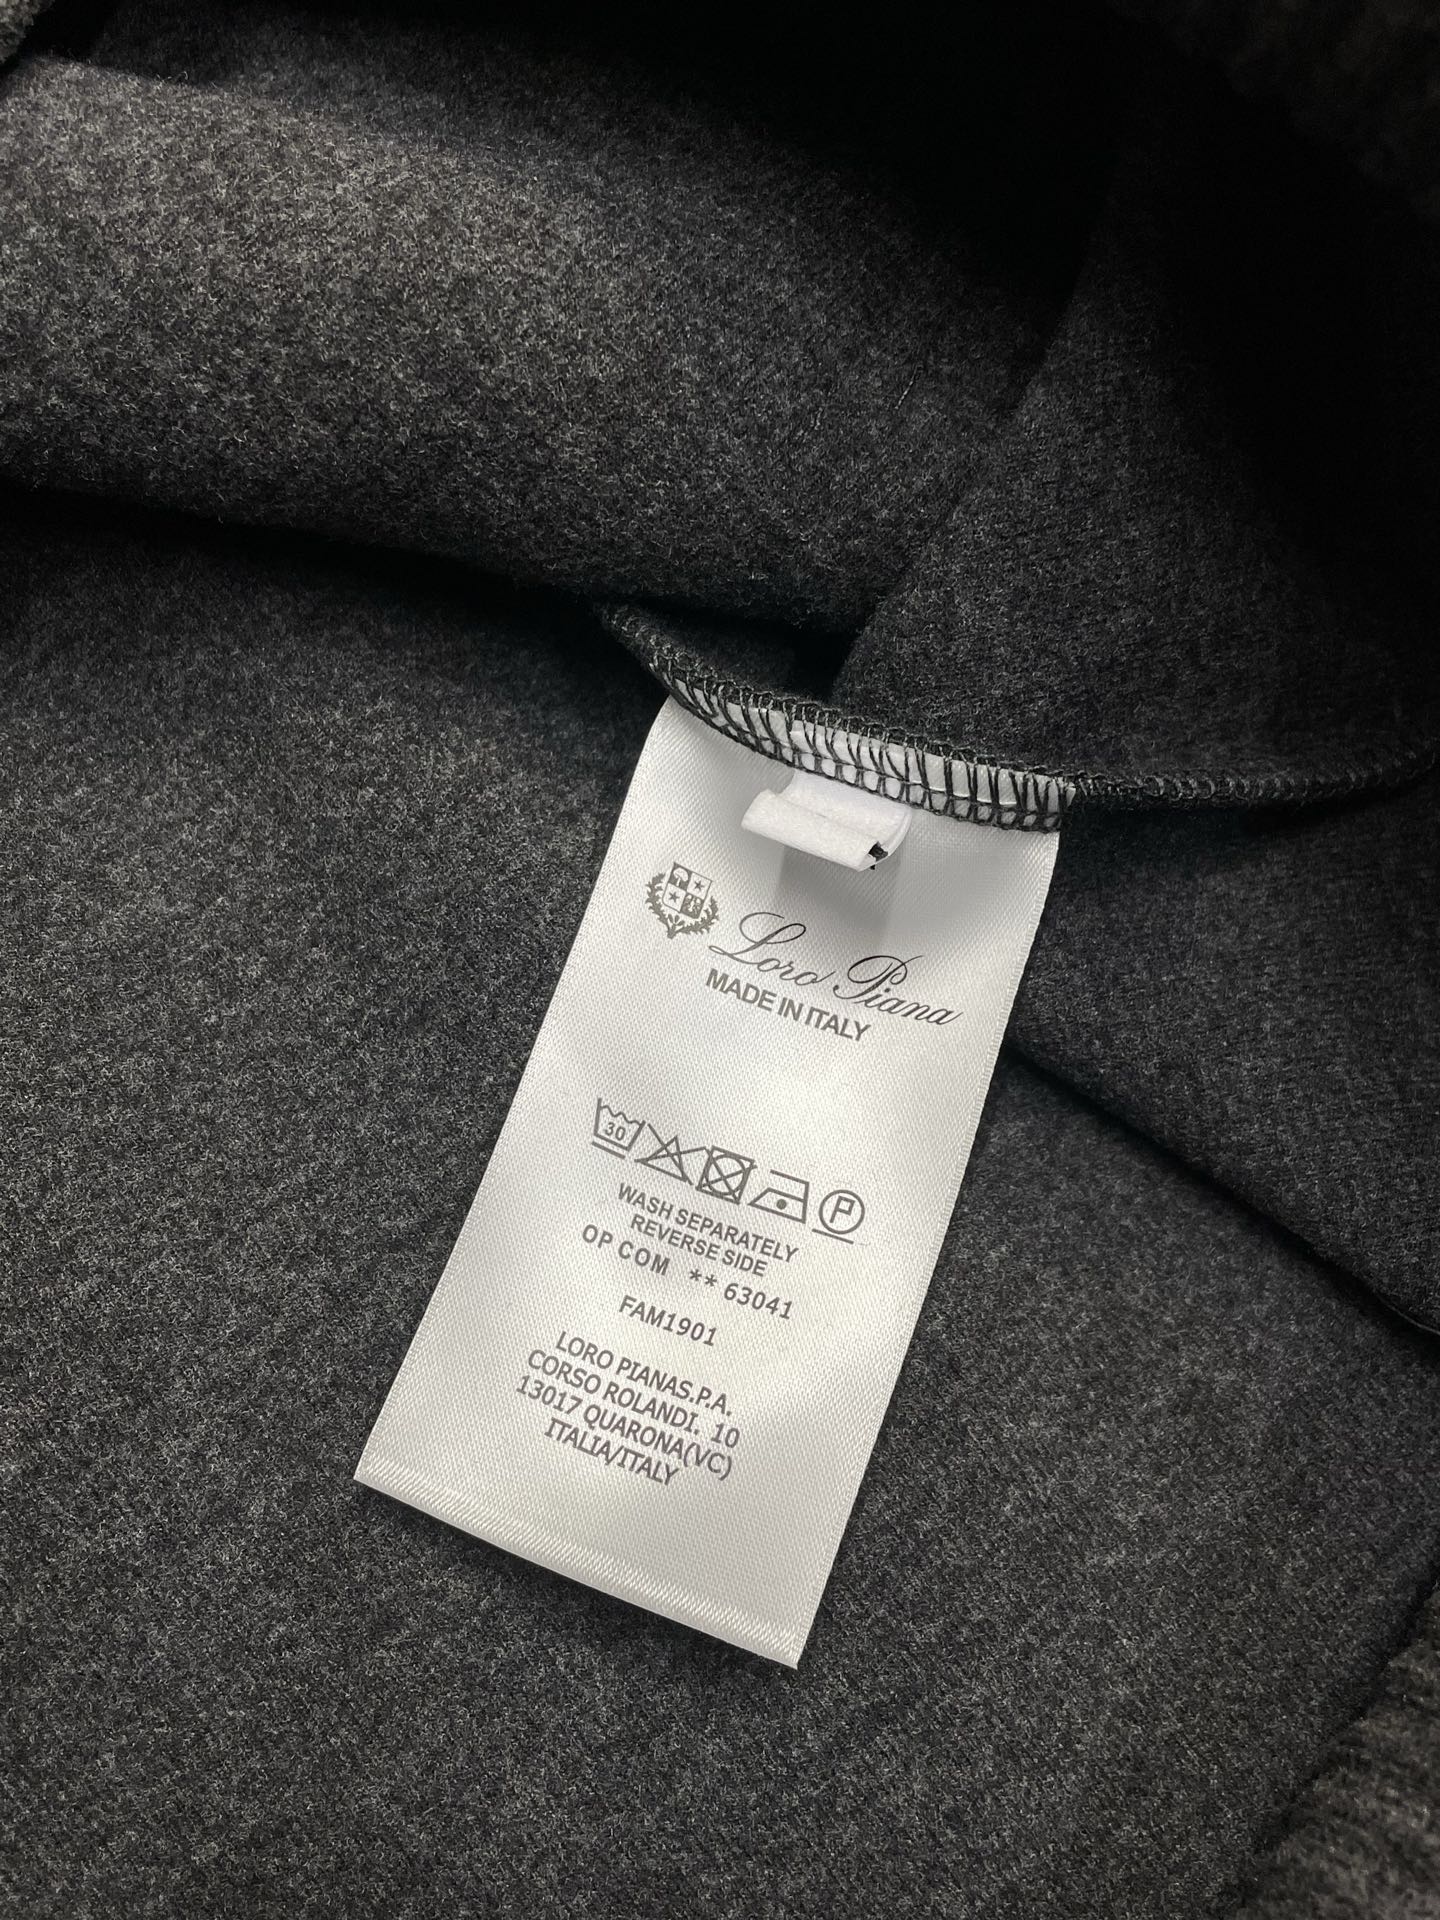 Loro Piana
MADE IN ITALY
30
P
WASH SEPARATELY
REVERSE SIDE
OP COM ** 63041
FAM1901
LORO PIANAS.P.A.
CORSO ROLANDI. 10
13017 QUARONA(VC)
ITALIA/ITALY